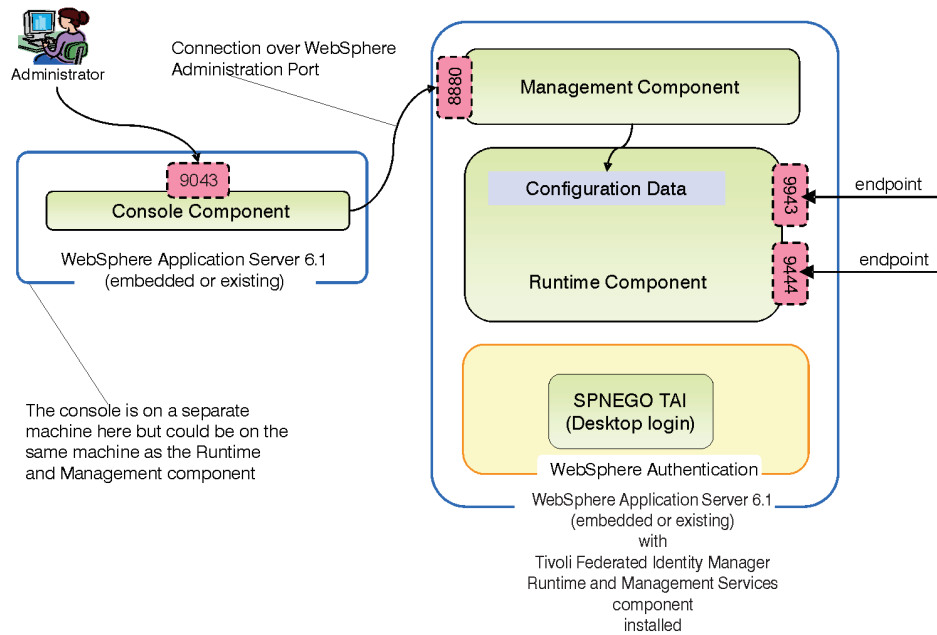 Administrator
Connection over WebSphere
Administration Port
9043
Console Component
WebSphere Application Server 6.1
(embedded or existing)
The console is on a separate
machine here but could be on the
same machine as the Runtime
and Management component
8880
Management Component
Configuration Data
Runtime Component
9943
endpoint
9444
endpoint
SPNEGO TAI
(Desktop login)
WebSphere Authentication
WebSphere Application Server 6.1
(embedded or existing)
with
Tivoli Federated Identity Manager
Runtime and Management Services
component
installed